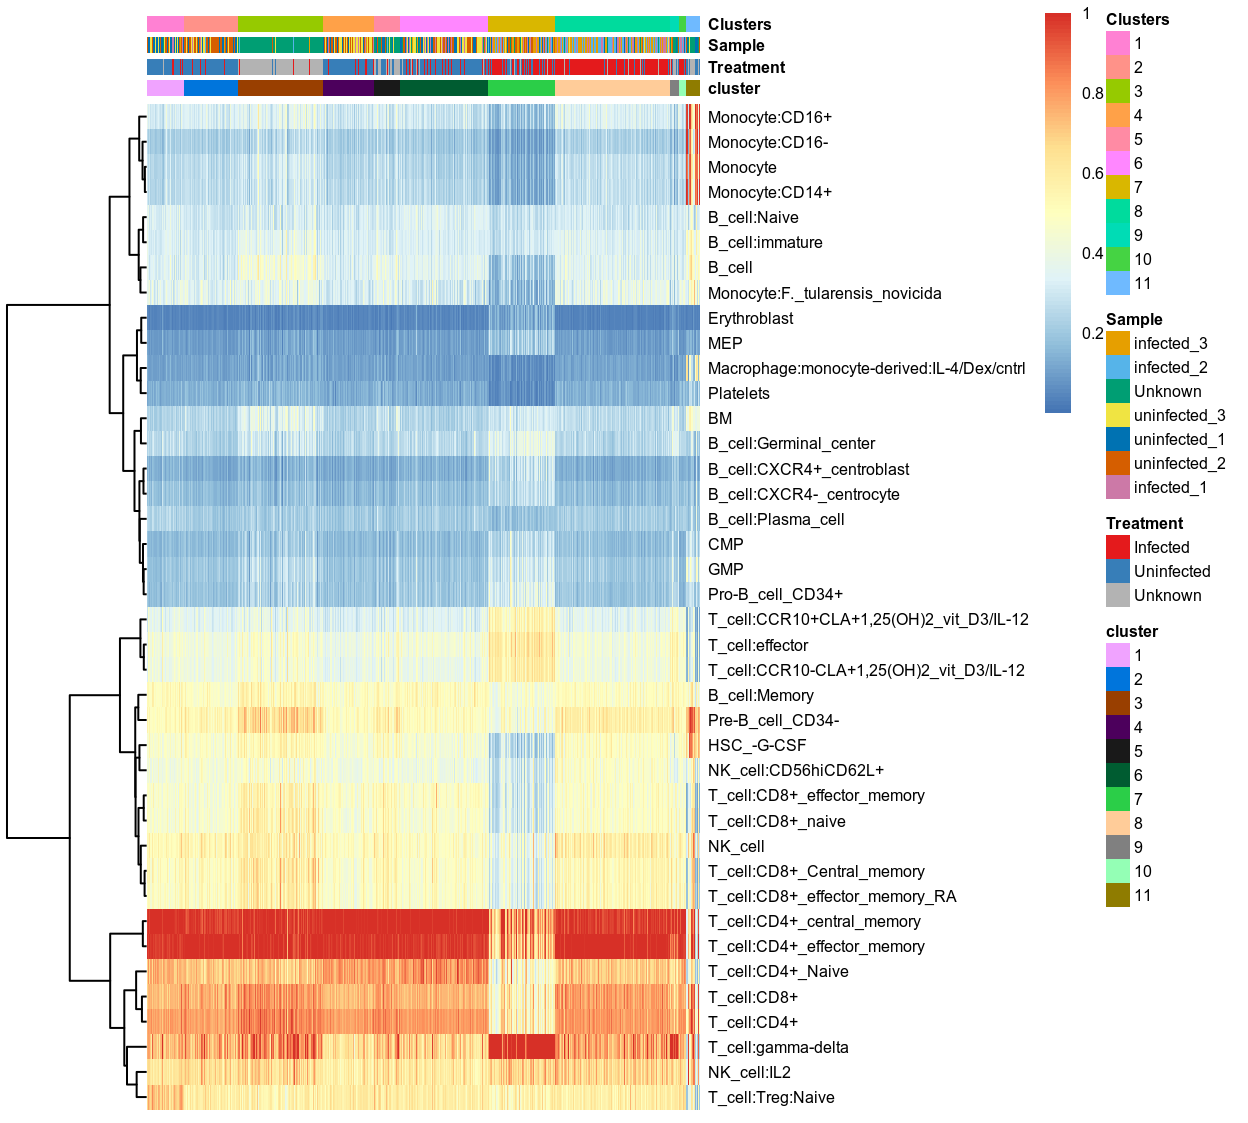 Clusters
Sample
Treatment
cluster
Monocyte:CD16+
Monocyte:CD16-
Monocyte
Monocyte:CD14+
B_cell:Naive
B_cell:immature
B_cell
Monocyte:F._tularensis_novicida
Erythroblast
MEP
Macrophage:monocyte-derived:IL-4/Dex/cntrl
Platelets
BM
B_cell:Germinal_center
B_cell:CXCR4+_centroblast
B_cell:CXCR4-_centrocyte
B_cell:Plasma_cell
CMP
GMP
Pro-B_cell_CD34+
T_cell:CCR10+CLA+1,25(OH)2_vit_D3/IL-12
T_cell:effector
T_cell:CCR10-CLA+1,25(OH)2_vit_D3/IL-12
B_cell:Memory
Pre-B_cell_CD34-
HSC_-G-CSF
NK_cell:CD56hiCD62L+
T_cell:CD8+_effector_memory
T_cell:CD8+_naive
NK_cell
T_cell:CD8+_Central_memory
T_cell:CD8+_effector_memory_RA
T_cell:CD4+_central_memory
T_cell:CD4+_effector_memory
T_cell:CD4+_Naive
T_cell:CD8+
T_cell:CD4+
T_cell:gamma-delta
NK_cell:IL2
T_cell:Treg:Naive
1
0.8
0.6
0.4
0.2
Clusters
1
2
3
4
5
6
7
8
9
10
11
Sample
infected_3
infected_2
Unknown
uninfected_3
uninfected_1
uninfected_2
infected_1
Treatment
Infected
Uninfected
Unknown
cluster
1
2
3
4
5
6
7
8
9
10
11